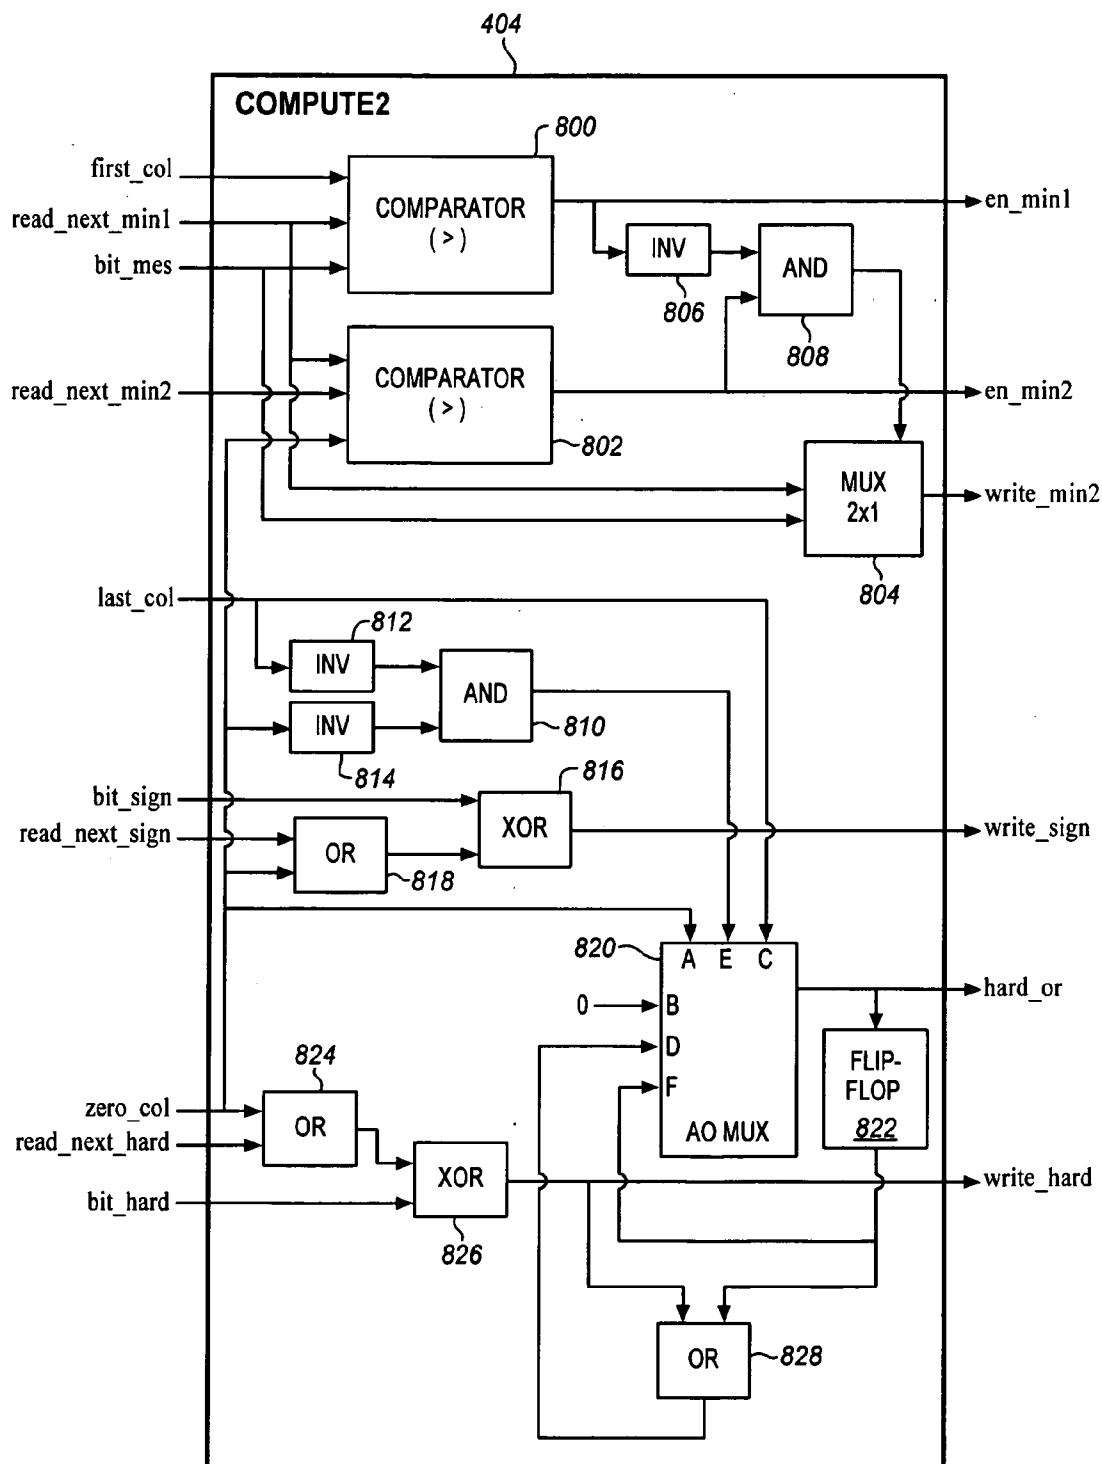 404
COMPUTE2
800
first_col
COMPARATOR
( > )
en_min1
read_next_min1
INV
AND
bit_mes
806
808
COMPARATOR
( > )
read_next_min2
en_min2
802
MUX
2x1
write_min2
804
last_col
812
INV
AND
INV
810
814
816
bit_sign
XOR
write_sign
read_next_sign
OR
818
820
A E C
0
B
hard_or
D
824
FLIP-
FLOP
822
F
zero_col
OR
AO MUX
read_next_hard
XOR
write_hard
bit_hard
826
OR
828